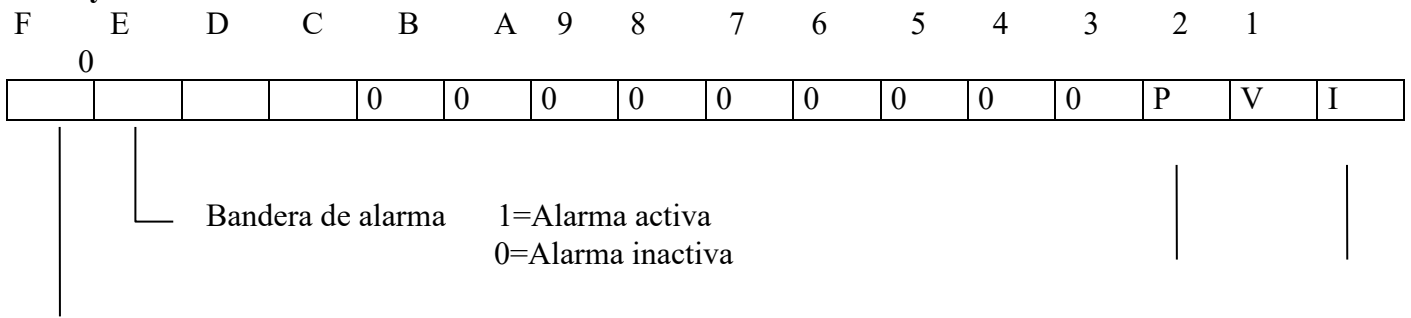 F E D C B A 9 8 7 6 5 4 3 2 1
0
0 0 0 0 0 0 0 0 0 P V I
Bandera de alarma 1=Alarma activa
0=Alarma inactiva